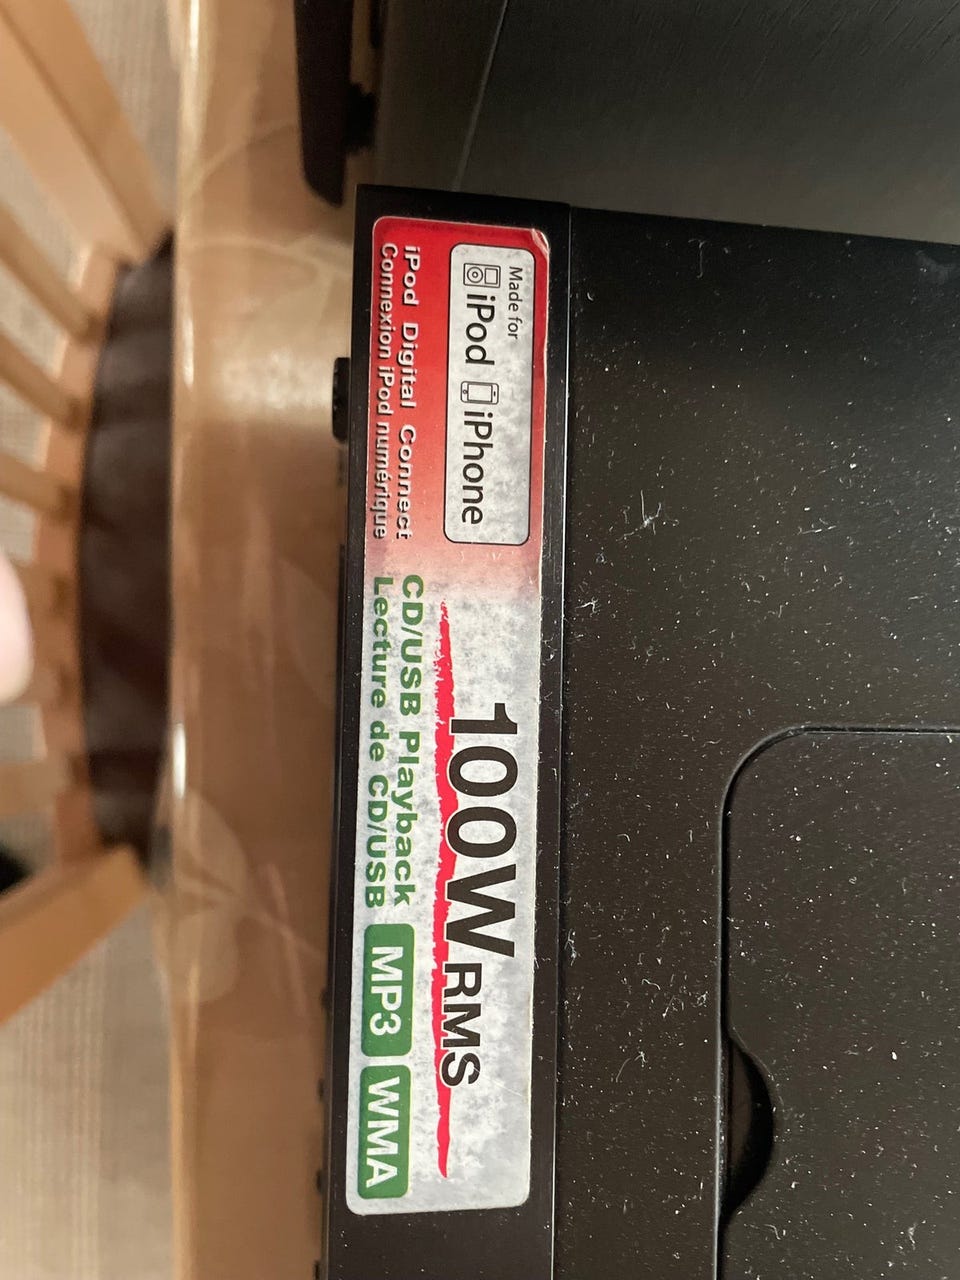 Made for
iPod iPhone
iPod Digital Connect
Connexion iPod numérique
100W RMS
CD/USB Playback
Lecture de CD/USB
MP3 WMA